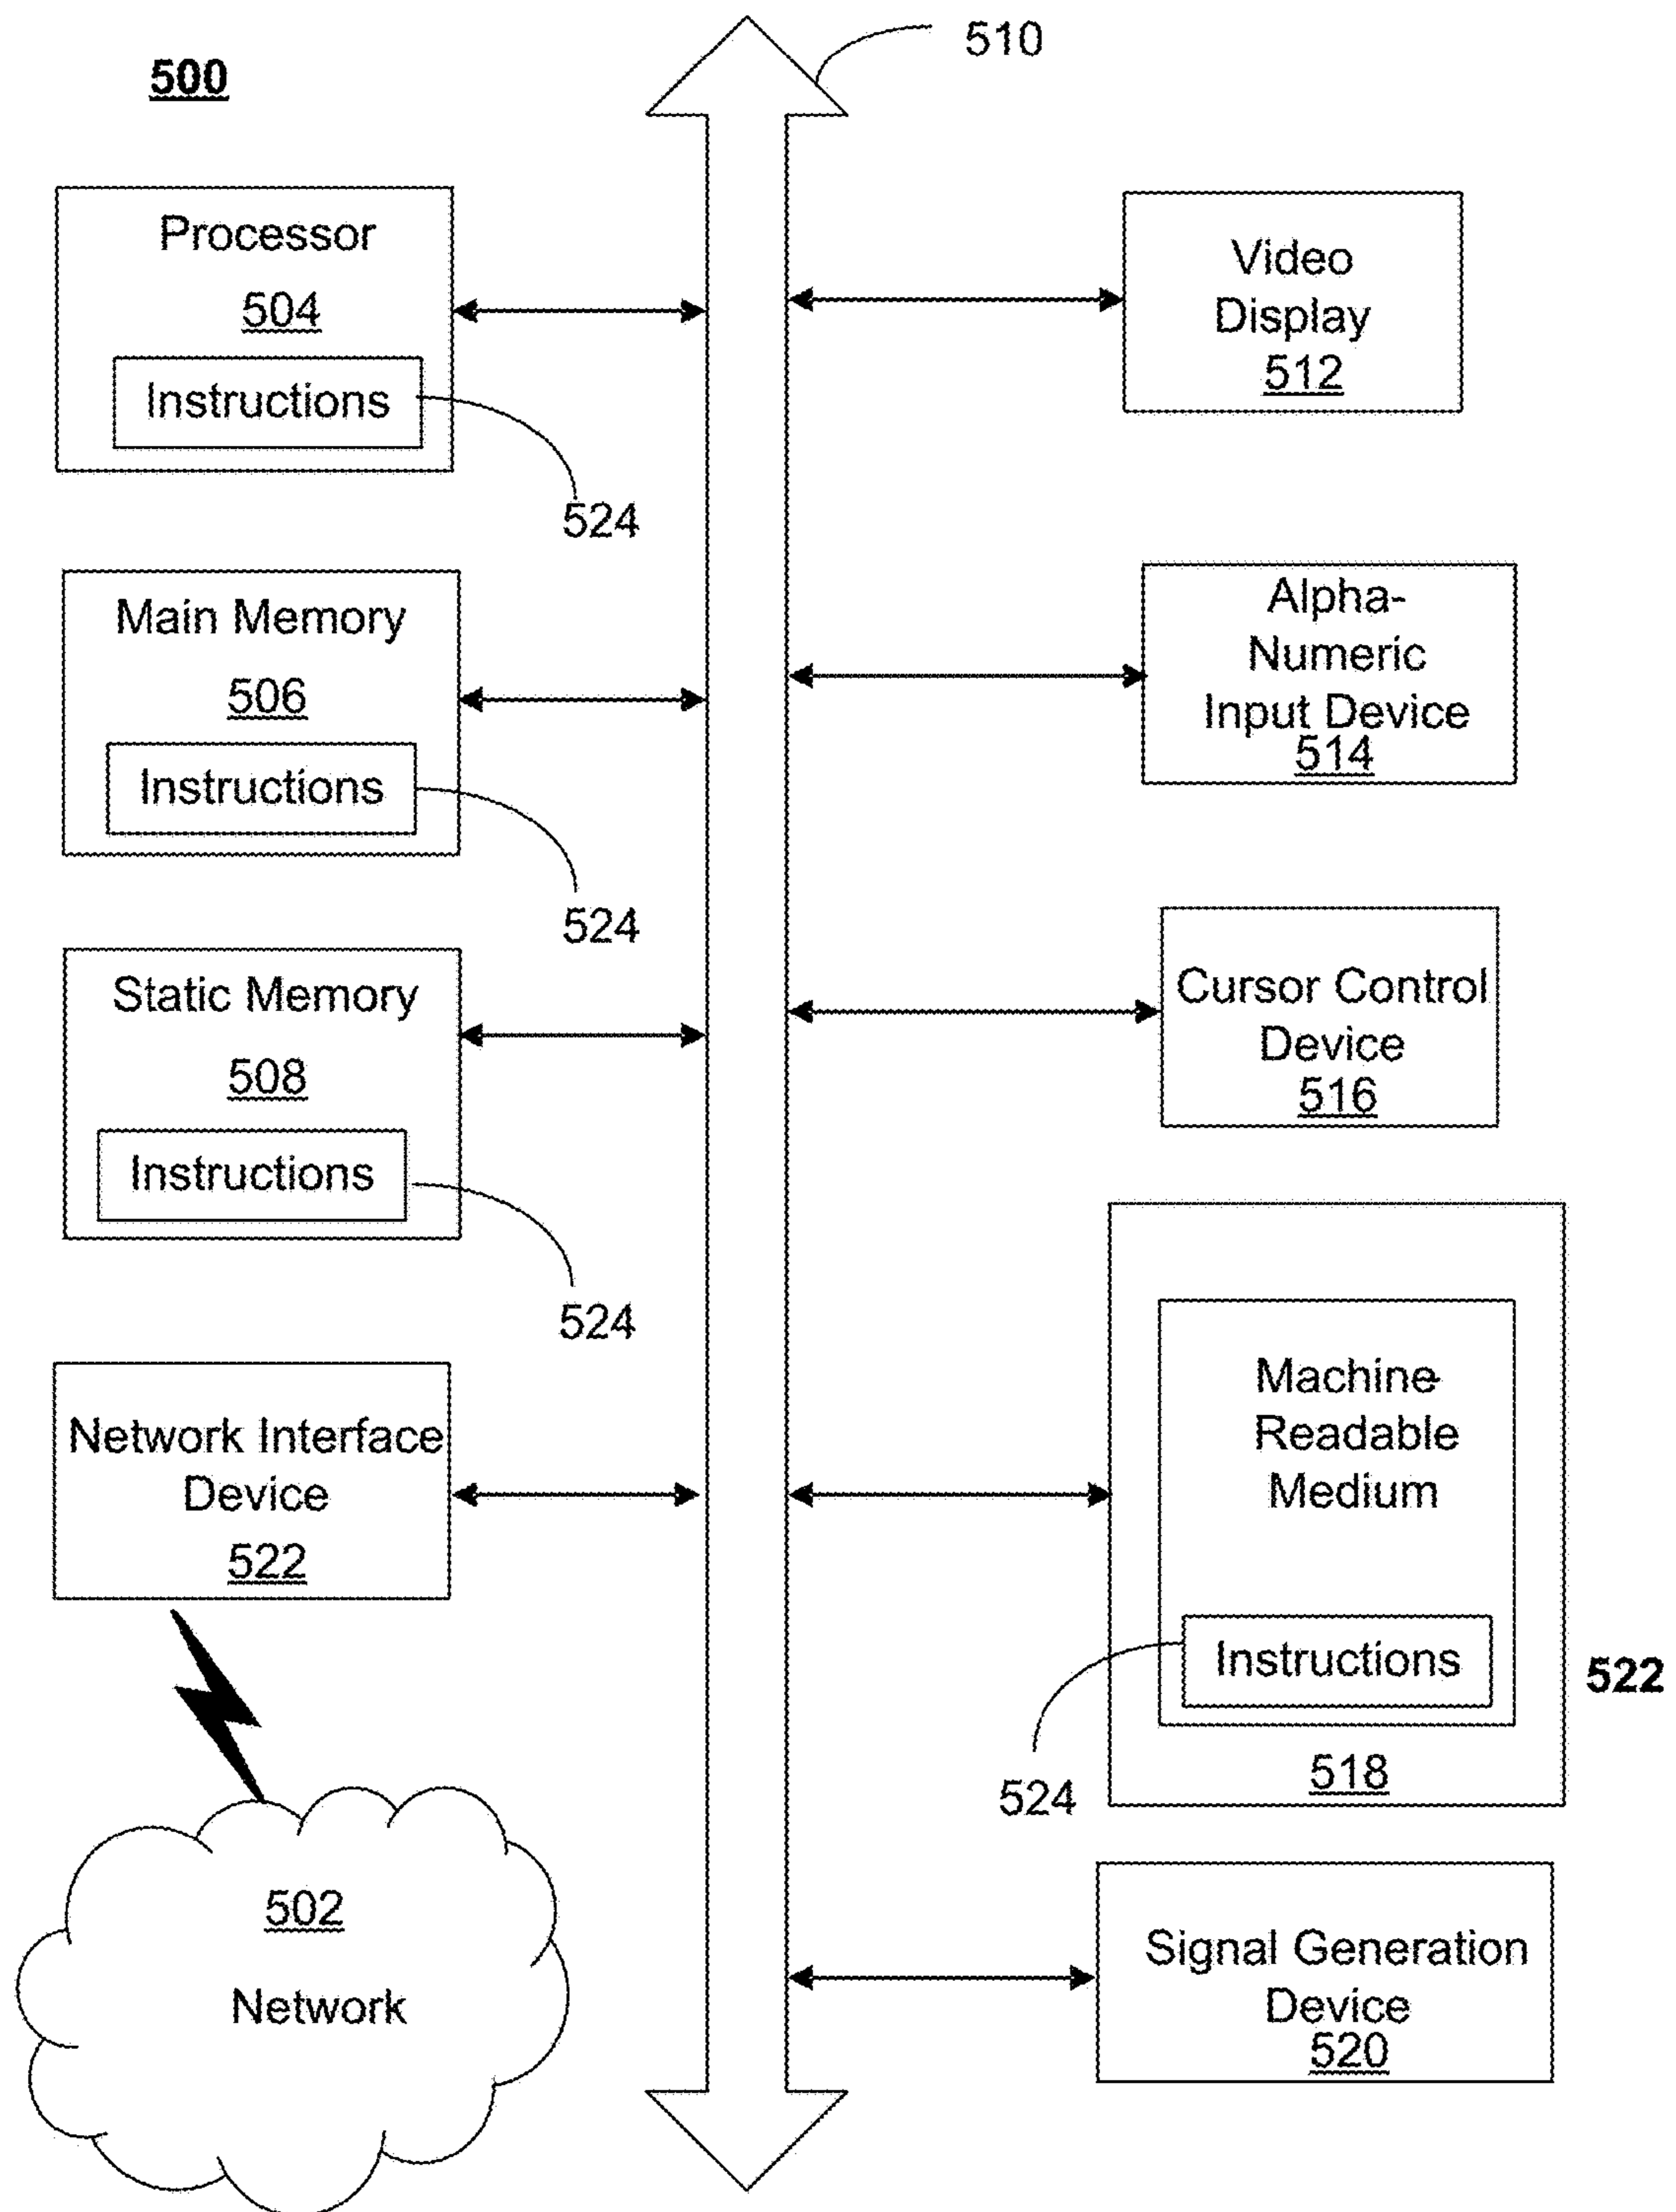 500
510
Processor
504
Instructions
524
Main Memory
506
Instructions
524
Static Memory
508
Instructions
524
Network Interface
Device
522
502
Network
Video
Display
512
Alpha-
Numeric
Input Device
514
Cursor Control
Device
516
Machine-
Readable
Medium
Instructions
524
518
522
Signal Generation
Device
520